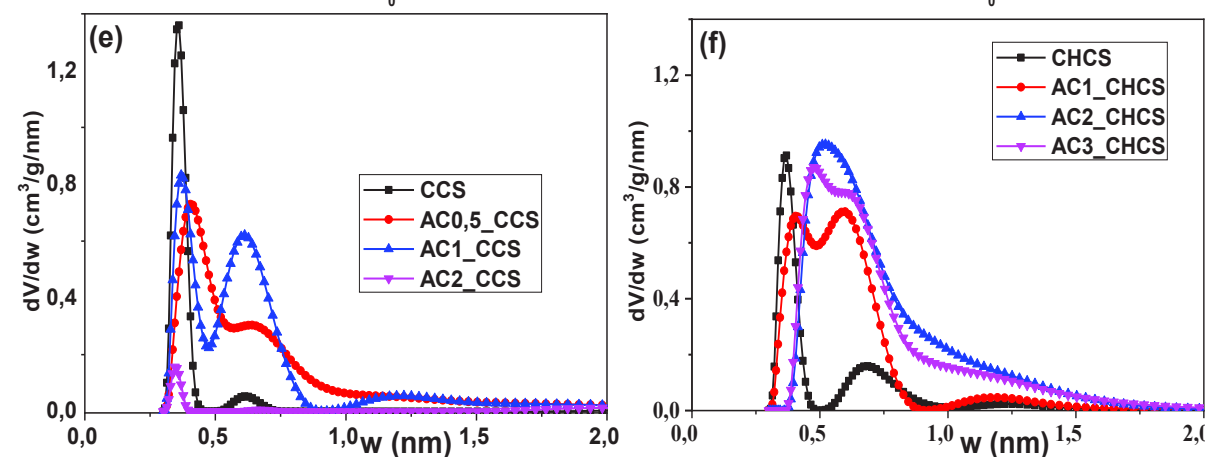 0
0
(e)
1,2
0,8
0,4
0,0
dV/dw (cm³/g/nm)
CCS
AC0,5_CCS
AC1_CCS
AC2_CCS
0,0
0,5
1,0
1,5
2,0
w (nm)
(f)
1,2
0,8
0,4
0,0
dV/dw (cm³/g/nm)
CHCS
AC1_CHCS
AC2_CHCS
AC3_CHCS
0,0
0,5
1,0
1,5
2,0
w (nm)